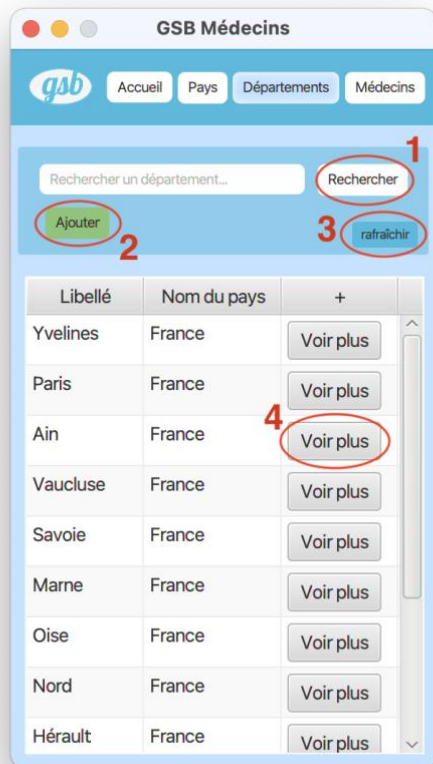 GSB Médecins
gsb Accueil Pays Départements Médecins
1
Rechercher un département... Rechercher
Ajouter
2
3 rafraîchir
Libellé Nom du pays +
Yvelines France Voir plus
Paris France Voir plus
4
Ain France Voir plus
Vaucluse France Voir plus
Savoie France Voir plus
Marne France Voir plus
Oise France Voir plus
Nord France Voir plus
Hérault France Voir plus